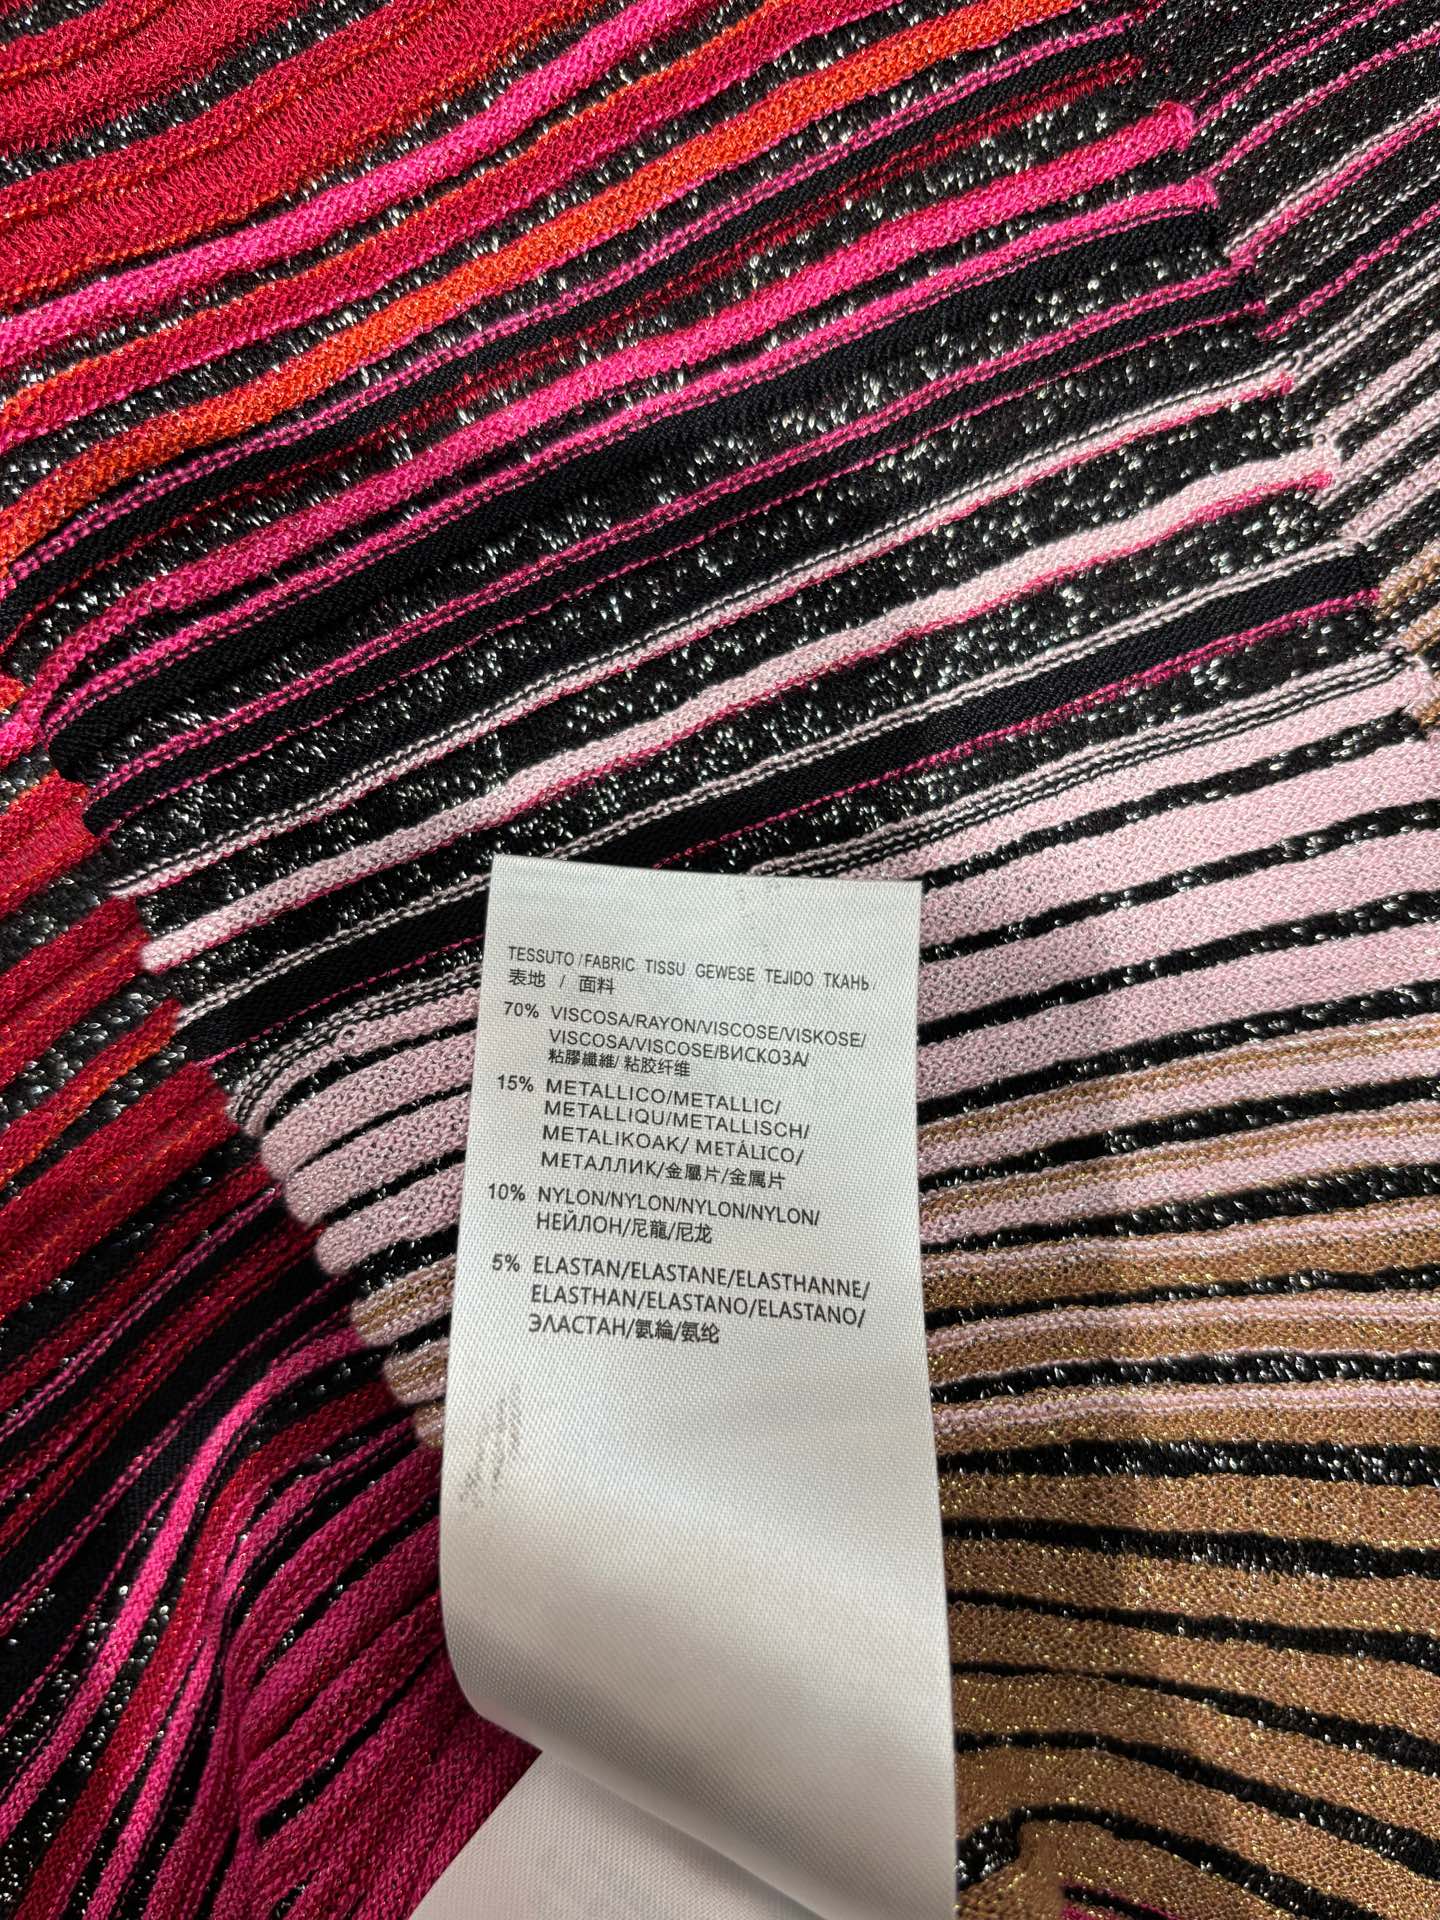 TESSUTO/FABRIC TISSU GEWESE TEJIDO ТКАНЬ/
表地 / 面料
70% VISCOSA/RAYON/VISCOSE/VISKOSE/
VISCOSA/VISCOSE/ВИСКОЗА/
粘膠纖維/ 粘胶纤维
15% METALLICO/METALLIC/
METALLIQU/METALLISCH/
METALIKOAK/ METÁLICO/
МЕТАЛЛИК/金屬片/金属片
10% NYLON/NYLON/NYLON/NYLON/
НЕЙЛОН/尼龍/尼龙
5% ELASTAN/ELASTANE/ELASTHANNE/
ELASTHAN/ELASTANO/ELASTANO/
ЭЛАСТАН/氨綸/氨纶